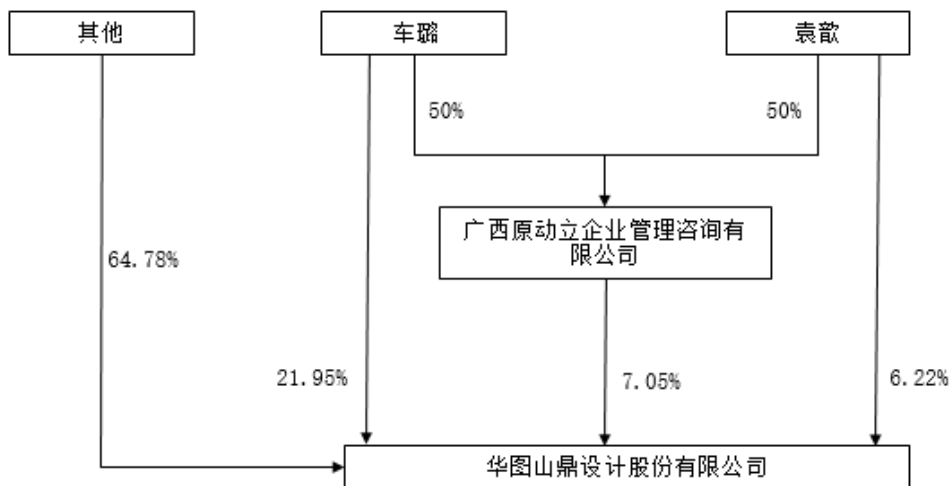 其他
车璐
袁歆
50%
50%
广西原动立企业管理咨询有
限公司
64.78%
21.95%
7.05%
6.22%
华图山鼎设计股份有限公司